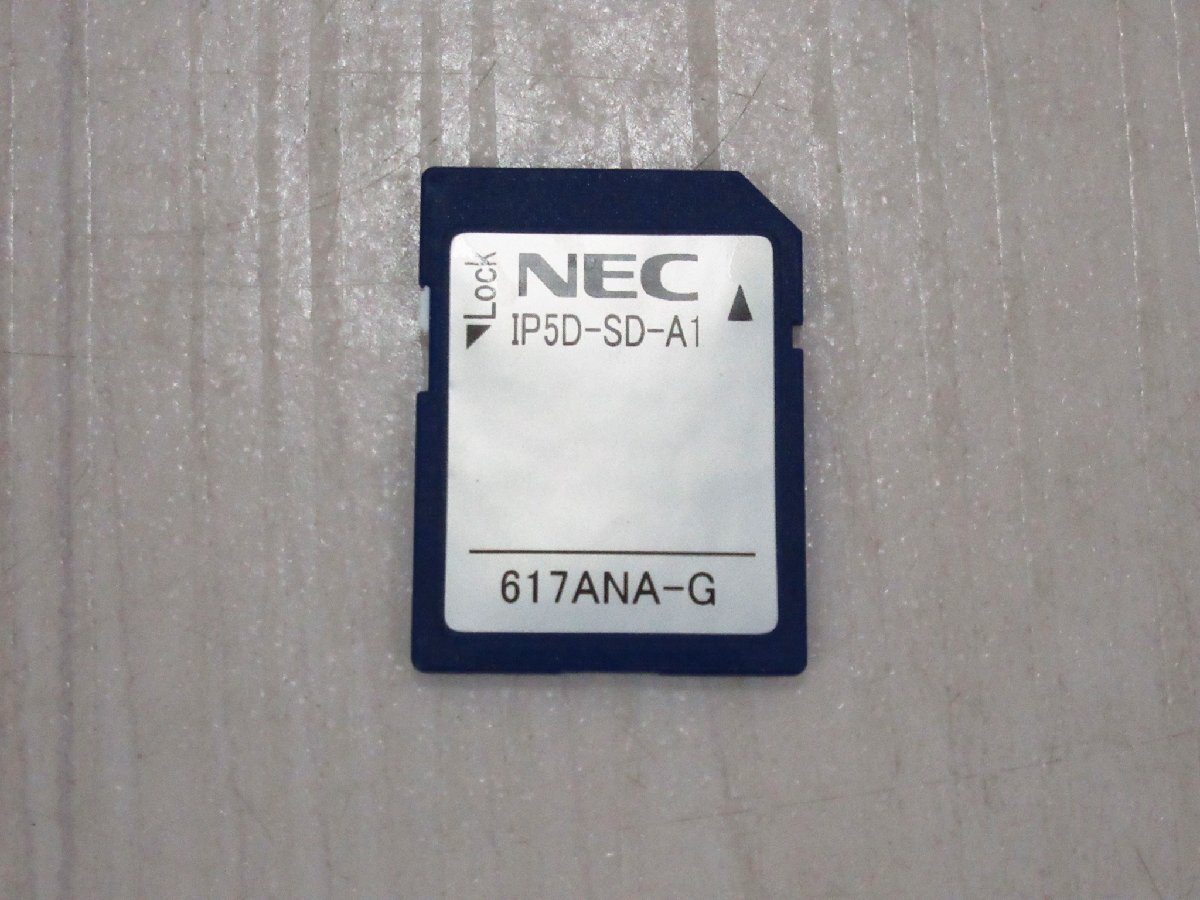 Lock
NEC
IP5D-SD-A1
617ANA-G